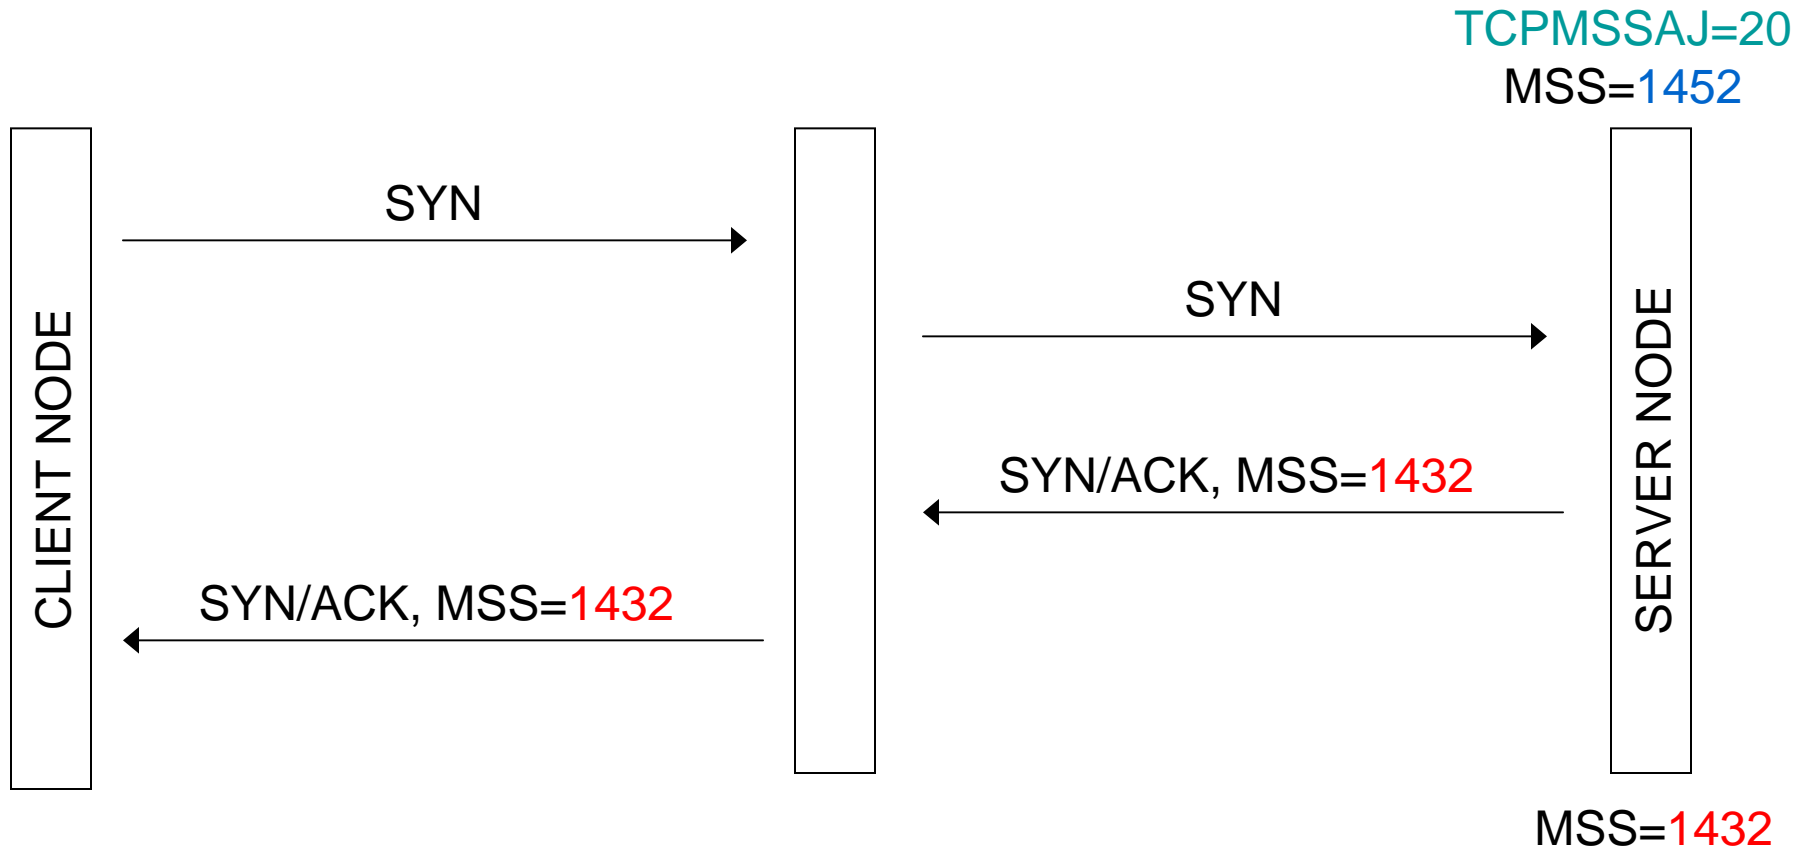 TCPMSSAJ=20
MSS=1452
SYN
SYN
CLIENT NODE
SERVER NODE
SYN/ACK, MSS=1432
SYN/ACK, MSS=1432
MSS=1432